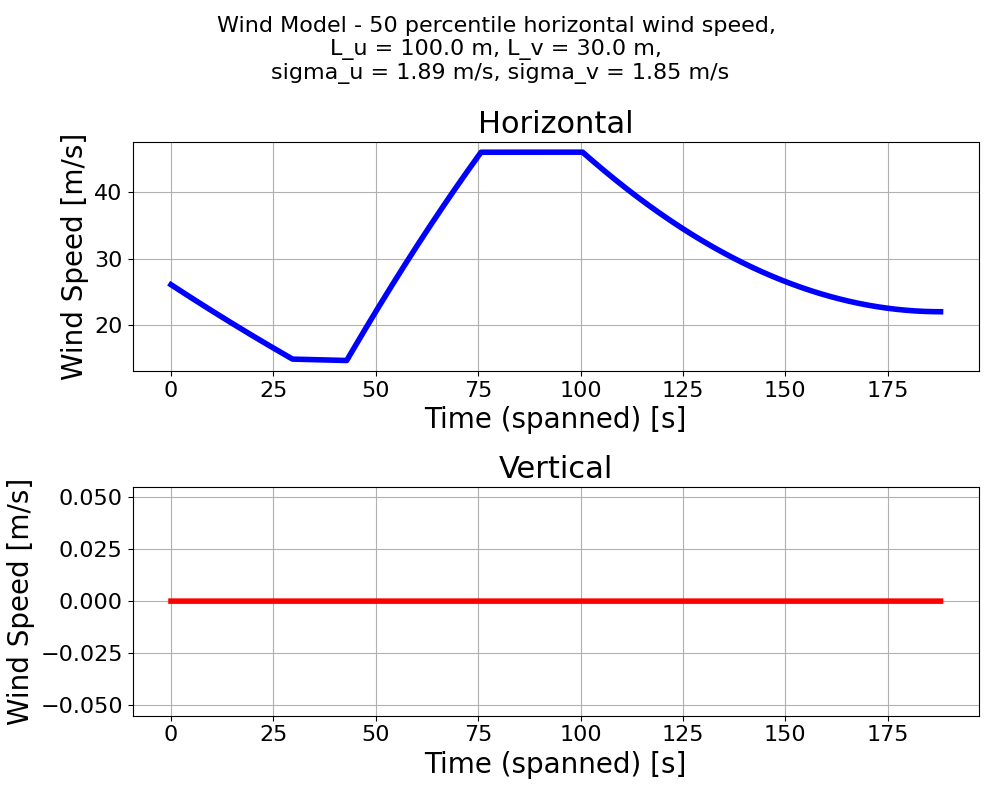 Wind Model - 50 percentile horizontal wind speed,
L_u = 100.0 m, L_v = 30.0 m,
sigma_u = 1.89 m/s, sigma_v = 1.85 m/s
Horizontal
Wind Speed [m/s]
40
30
20
0 25 50 75 100 125 150 175
Time (spanned) [s]
Vertical
Wind Speed [m/s]
0.050
0.025
0.000
−0.025
−0.050
0 25 50 75 100 125 150 175
Time (spanned) [s]